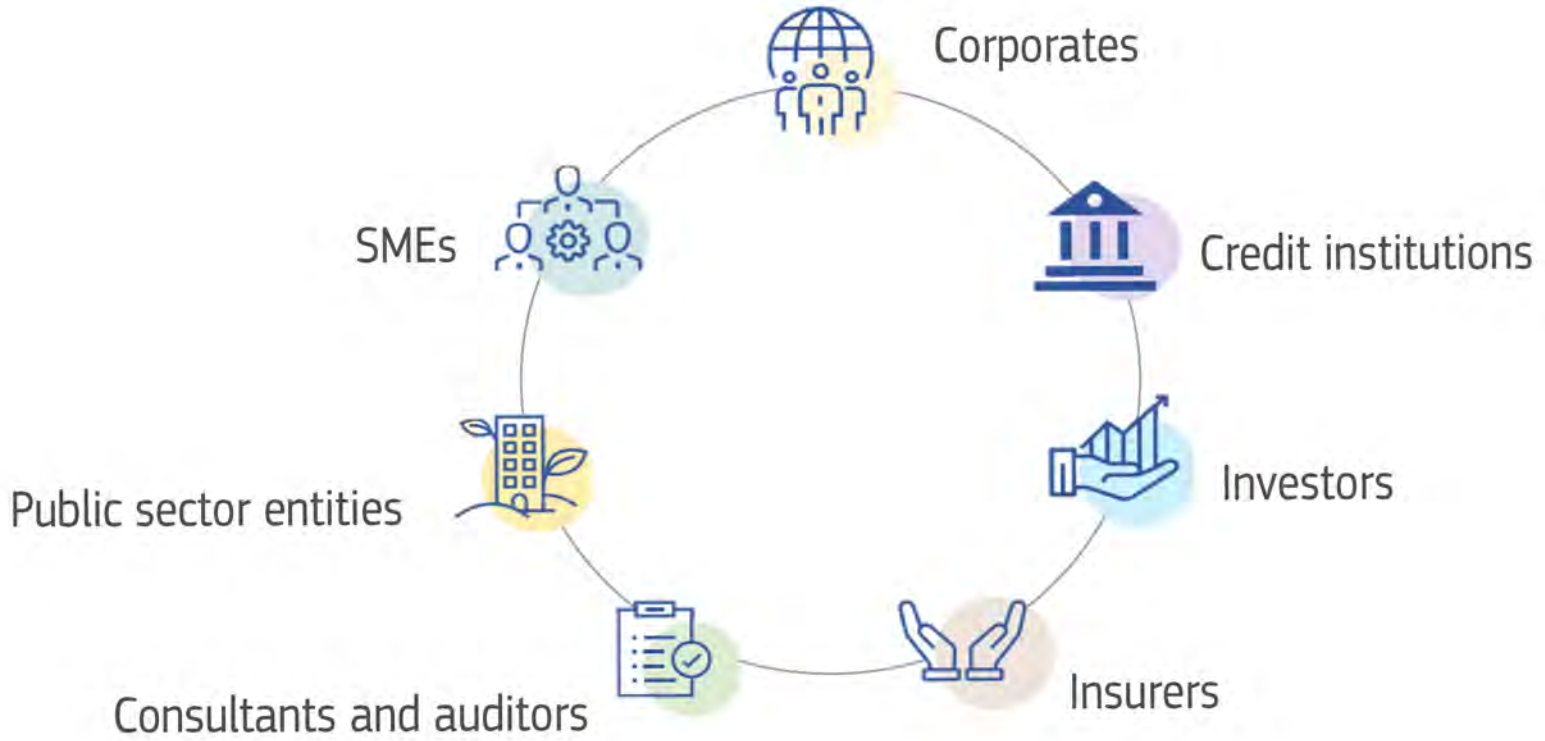 Corporates
SMEs
Credit institutions
Investors
Public sector entities
Insurers
Consultants and auditors